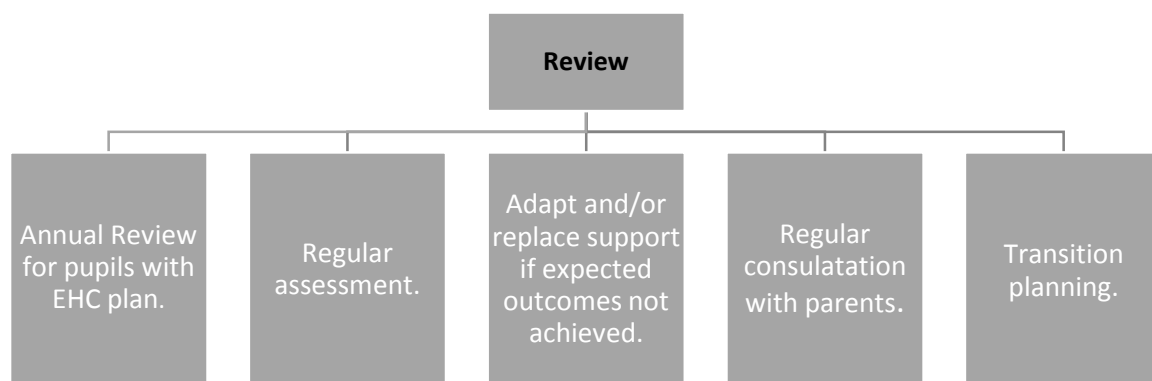 Review
Annual Review
for pupils with
EHC plan.
Regular
assessment.
Adapt and/or
replace support
if expected
outcomes not
achieved.
Regular
consulatation
with parents.
Transition
planning.